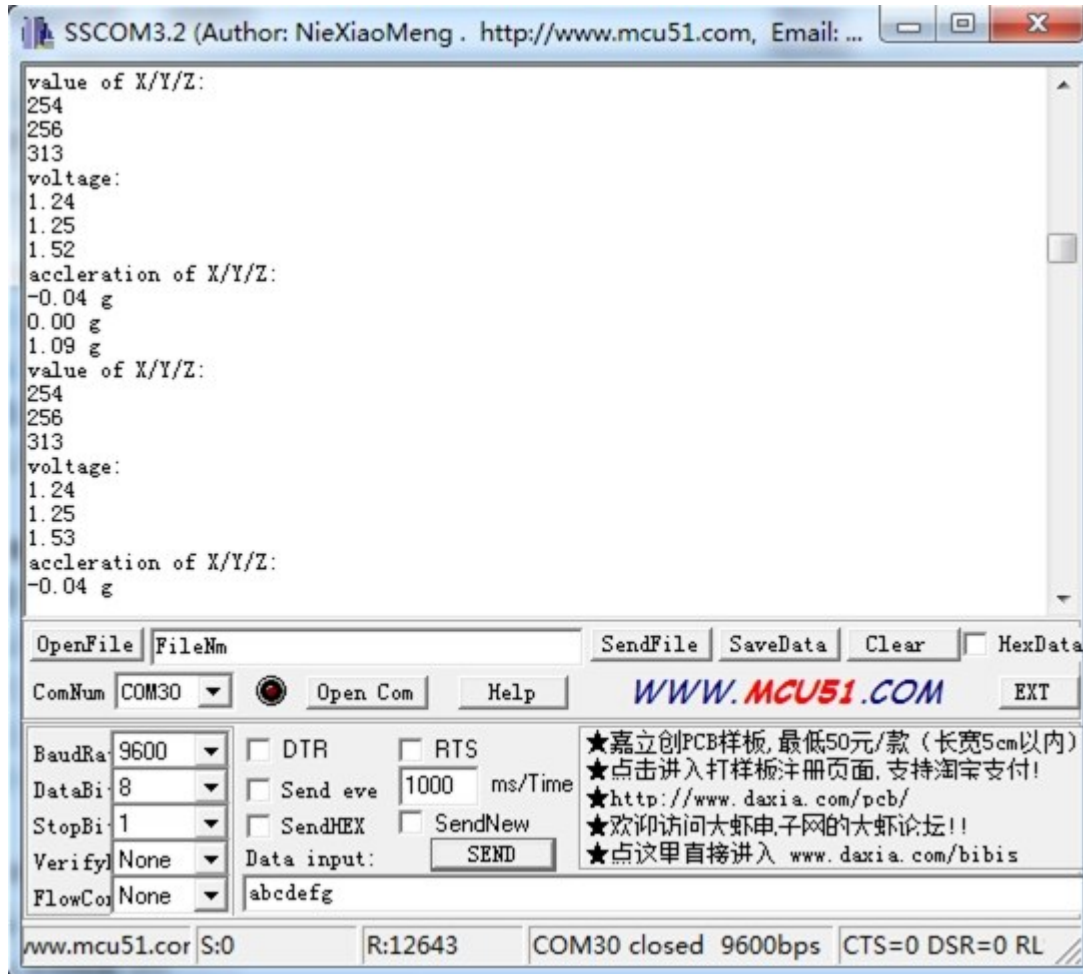 SSCOM3.2 (Author: NieXiaoMeng . http://www.mcu51.com, Email: ...
value of X/Y/Z:
254
256
313
voltage:
1.24
1.25
1.52
accleration of X/Y/Z:
-0.04 g
0.00 g
1.09 g
value of X/Y/Z:
254
256
313
voltage:
1.24
1.25
1.53
accleration of X/Y/Z:
-0.04 g
OpenFile FileNm SendFile SaveData Clear HexData
ComNum COM30 Open Com Help WWW.MCU51.COM EXT
BaudRa 9600 DTR RTS
DataBi 8 Send eve 1000 ms/Time
StopBi 1 SendHEX SendNew
VerifyI None Data input: SEND
FlowCo None abcdefg
★嘉立创PCB样板,最低50元/款（长宽5cm以内）
★点击进入打样板注册页面,支持淘宝支付!
★http://www.daxia.com/pcb/
★欢迎访问大虾电子网的大虾论坛!!
★点这里直接进入 www.daxia.com/bibis
www.mcu51.cor S:0 R:12643 COM30 closed 9600bps CTS=0 DSR=0 RL